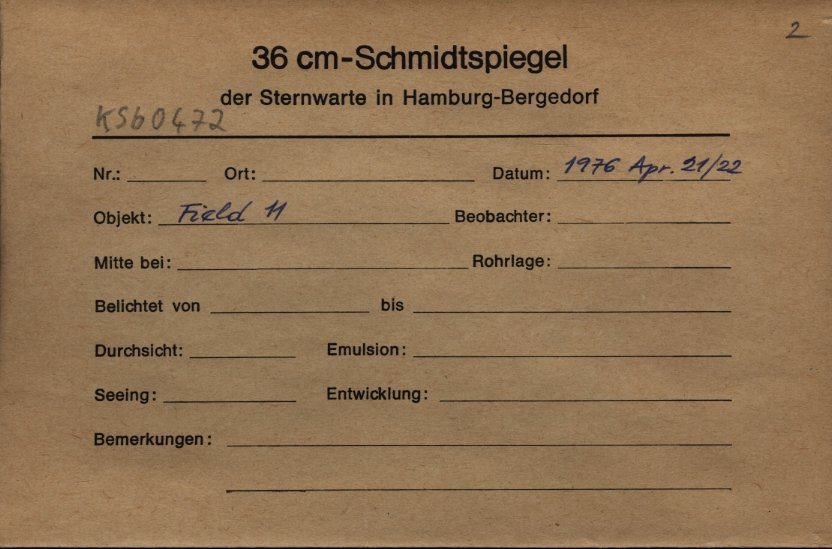 2
36 cm-Schmidtspiegel
der Sternwarte in Hamburg-Bergedorf
KSb0472
Nr.: Ort: Datum: 1976 Apr. 21/22
Objekt: Field 11 Beobachter:
Mitte bei: Rohrlage:
Belichtet von bis
Durchsicht: Emulsion:
Seeing: Entwicklung:
Bemerkungen: